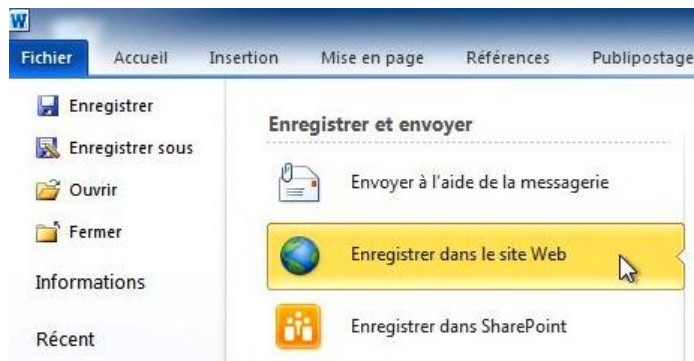 W
Fichier Accueil Insertion Mise en page Références Publipostage
Enregistrer
Enregistrer sous
Ouvrir
Fermer
Informations
Récent
Enregistrer et envoyer
Envoyer à l'aide de la messagerie
Enregistrer dans le site Web
Enregistrer dans SharePoint